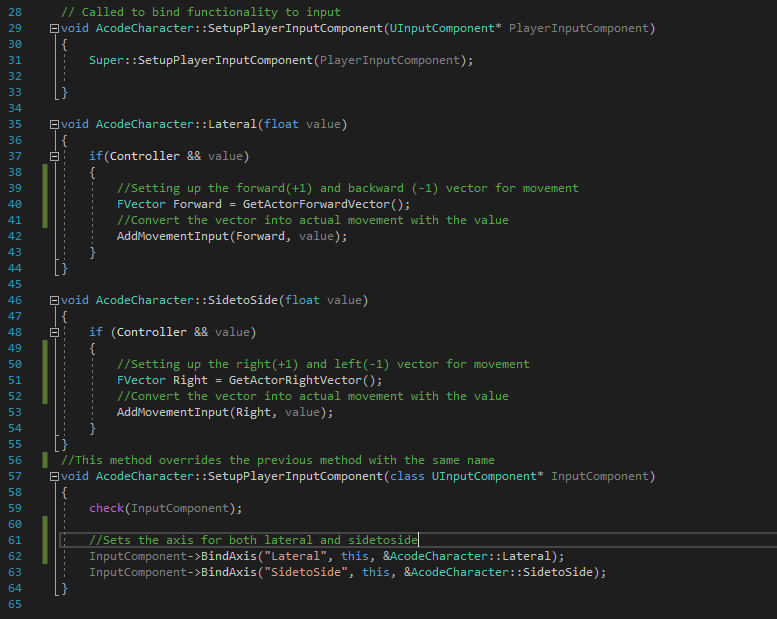 28 // Called to bind functionality to input
29 void AcodeCharacter::SetupPlayerInputComponent(UInputComponent* PlayerInputComponent)
30 {
31 Super::SetupPlayerInputComponent(PlayerInputComponent);
32
33 }
34
35 void AcodeCharacter::Lateral(float value)
36 {
37 if(Controller && value)
38 {
39 //Setting up the forward(+1) and backward (-1) vector for movement
40 FVector Forward = GetActorForwardVector();
41 //Convert the vector into actual movement with the value
42 AddMovementInput(Forward, value);
43 }
44 }
45
46 void AcodeCharacter::SidetoSide(float value)
47 {
48 if (Controller && value)
49 {
50 //Setting up the right(+1) and left(-1) vector for movement
51 FVector Right = GetActorRightVector();
52 //Convert the vector into actual movement with the value
53 AddMovementInput(Right, value);
54 }
55 }
56 //This method overrides the previous method with the same name
57 void AcodeCharacter::SetupPlayerInputComponent(class UInputComponent* InputComponent)
58 {
59 check(InputComponent);
60
61 //Sets the axis for both lateral and sidetoside
62 InputComponent->BindAxis("Lateral", this, &AcodeCharacter::Lateral);
63 InputComponent->BindAxis("SidetoSide", this, &AcodeCharacter::SidetoSide);
64 }
65